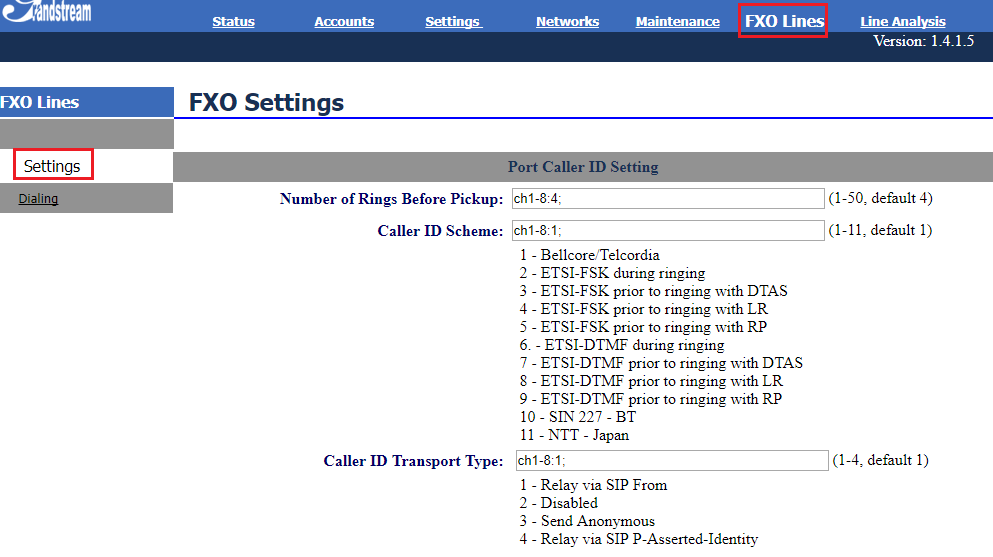 Grandstream
Status Accounts Settings Networks Maintenance FXO Lines Line Analysis
Version: 1.4.1.5
FXO Lines
FXO Settings
Settings
Port Caller ID Setting
Dialing
Number of Rings Before Pickup: ch1-8:4; (1-50, default 4)
Caller ID Scheme: ch1-8:1; (1-11, default 1)
1 - Bellcore/Telcordia
2 - ETSI-FSK during ringing
3 - ETSI-FSK prior to ringing with DTAS
4 - ETSI-FSK prior to ringing with LR
5 - ETSI-FSK prior to ringing with RP
6. - ETSI-DTMF during ringing
7 - ETSI-DTMF prior to ringing with DTAS
8 - ETSI-DTMF prior to ringing with LR
9 - ETSI-DTMF prior to ringing with RP
10 - SIN 227 - BT
11 - NTT - Japan
Caller ID Transport Type: ch1-8:1; (1-4, default 1)
1 - Relay via SIP From
2 - Disabled
3 - Send Anonymous
4 - Relay via SIP P-Asserted-Identity